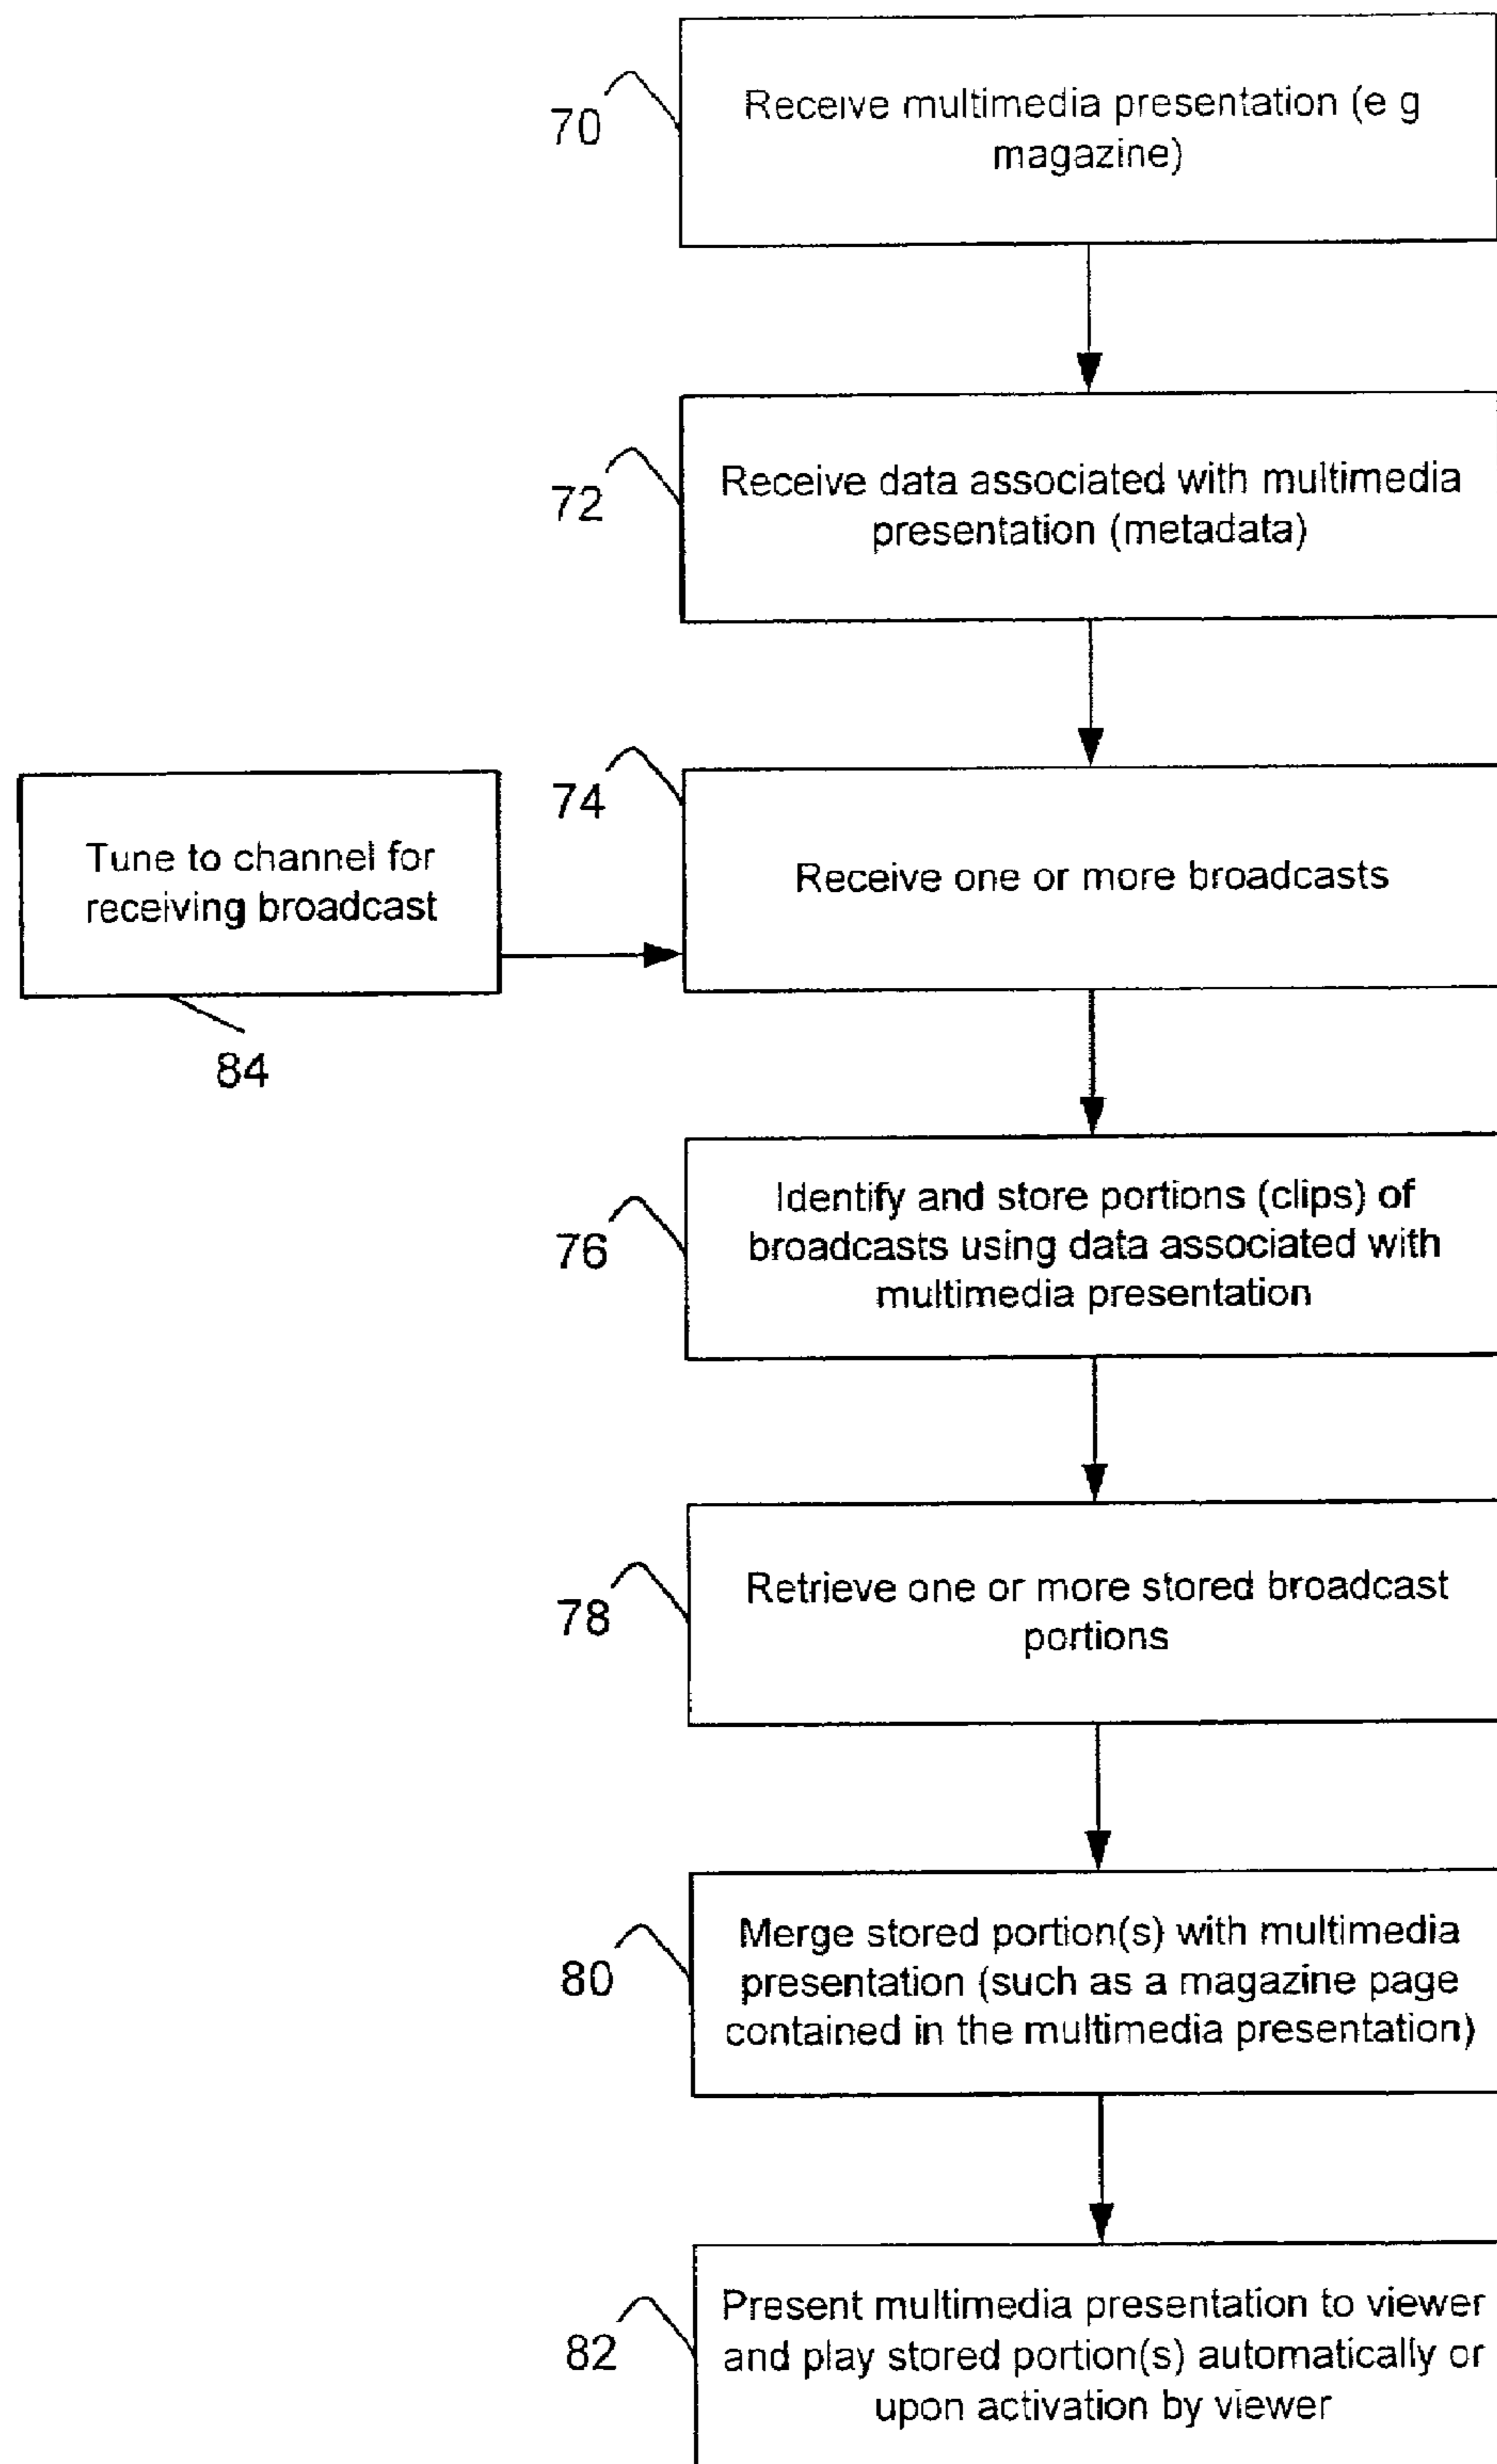 70
Receive multimedia presentation (e g
magazine)
72
Receive data associated with multimedia
presentation (metadata)
74
Receive one or more broadcasts
Tune to channel for
receiving broadcast
84
76
Identify and store portions (clips) of
broadcasts using data associated with
multimedia presentation
78
Retrieve one or more stored broadcast
portions
80
Merge stored portion(s) with multimedia
presentation (such as a magazine page
contained in the multimedia presentation)
82
Present multimedia presentation to viewer
and play stored portion(s) automatically or
upon activation by viewer